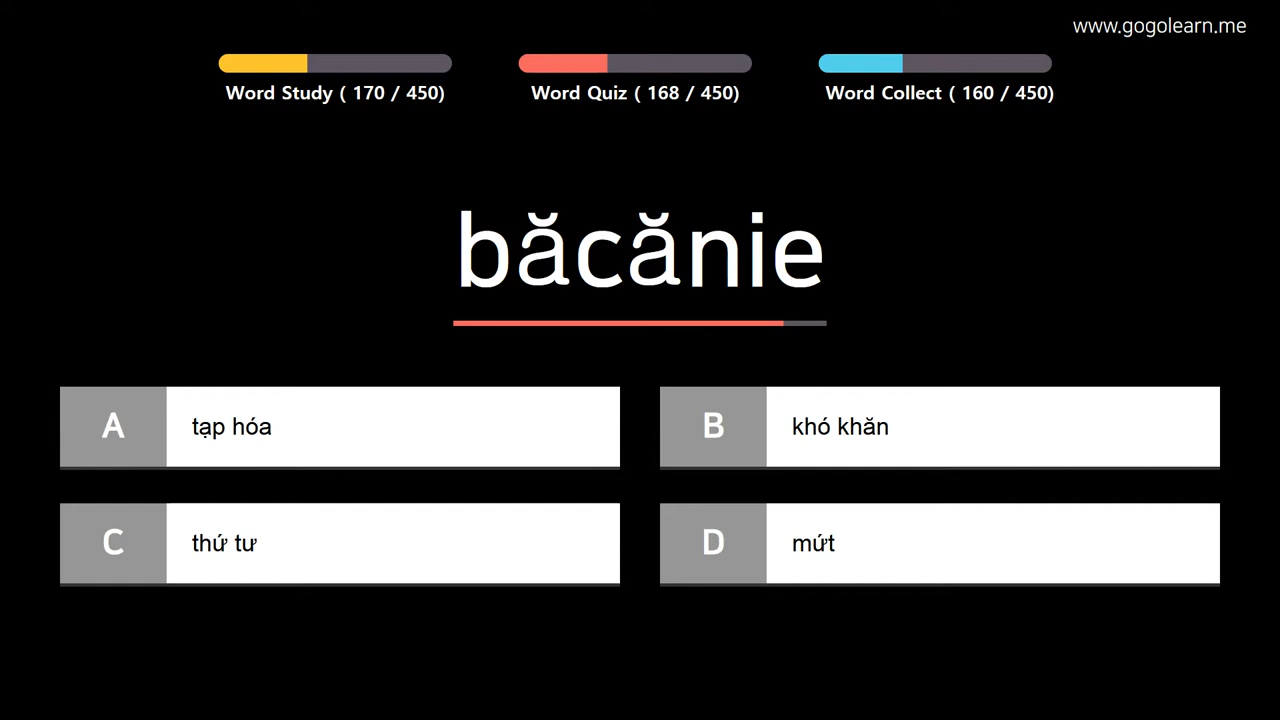 www.gogolearn.me
Word Study ( 170 / 450)
Word Quiz ( 168 / 450)
Word Collect ( 160 / 450)
băcănie
A tạp hóa
B khó khăn
C thứ tư
D mứt